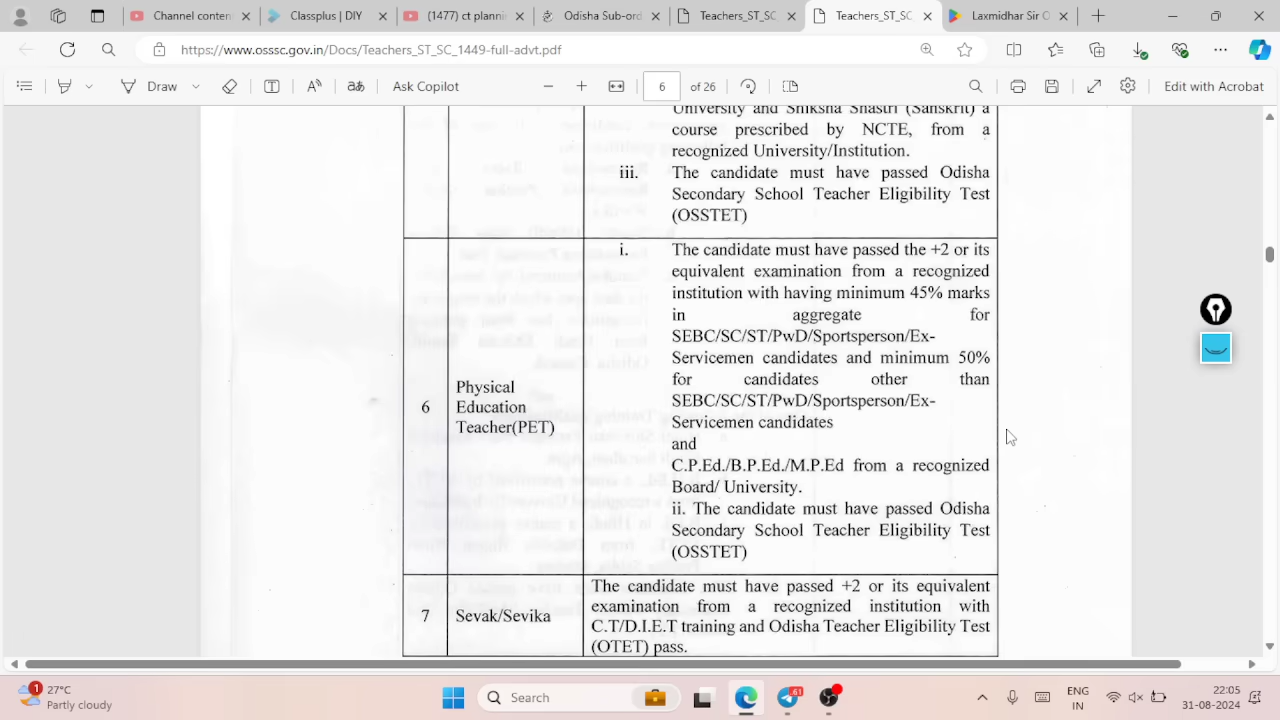 Channel conten
Classplus | DIY
(1477) ct planni
Odisha Sub-ord
Teachers_ST_SC_
Teachers_ST_SC_
Laxmidhar Sir O
https://www.osssc.gov.in/Docs/Teachers_ST_SC_1449-full-advt.pdf
Draw
Ask Copilot
6 of 26
Edit with Acrobat
University and Shiksha Shastri (Sanskrit) a
course prescribed by NCTE, from a
recognized University/Institution.
iii. The candidate must have passed Odisha
Secondary School Teacher Eligibility Test
(OSSTET)
6
Physical
Education
Teacher(PET)
i. The candidate must have passed the +2 or its
equivalent examination from a recognized
institution with having minimum 45% marks
in aggregate for
SEBC/SC/ST/PwD/Sportsperson/Ex-
Servicemen candidates and minimum 50%
for candidates other than
SEBC/SC/ST/PwD/Sportsperson/Ex-
Servicemen candidates
and
C.P.Ed./B.P.Ed./M.P.Ed from a recognized
Board/ University.
ii. The candidate must have passed Odisha
Secondary School Teacher Eligibility Test
(OSSTET)
7
Sevak/Sevika
The candidate must have passed +2 or its equivalent
examination from a recognized institution with
C.T/D.I.E.T training and Odisha Teacher Eligibility Test
(OTET) pass.
1
27°C
Partly cloudy
Search
61
ENG
IN
22:05
31-08-2024